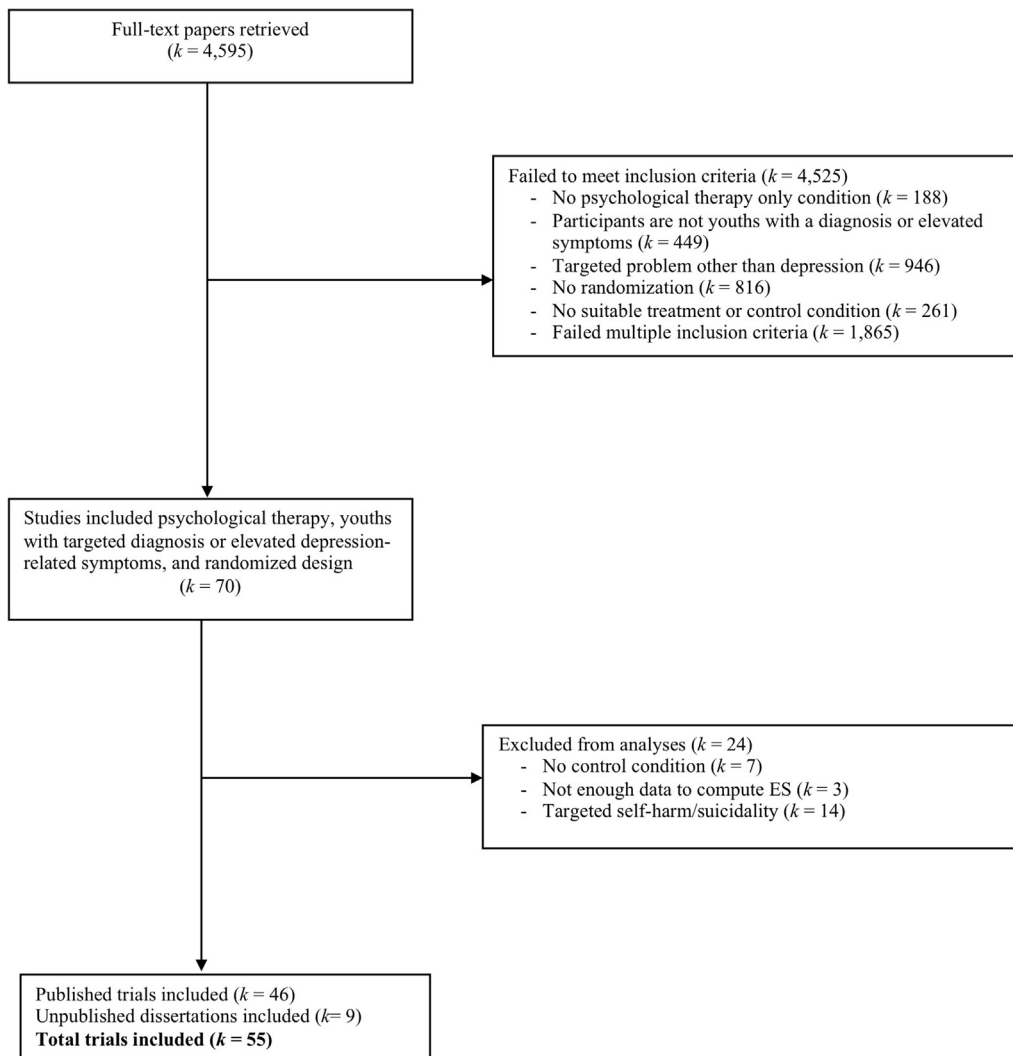 Full-text papers retrieved
(k = 4,595)
Failed to meet inclusion criteria (k = 4,525)
- No psychological therapy only condition (k = 188)
- Participants are not youths with a diagnosis or elevated
symptoms (k = 449)
- Targeted problem other than depression (k = 946)
- No randomization (k = 816)
- No suitable treatment or control condition (k = 261)
- Failed multiple inclusion criteria (k = 1,865)
Studies included psychological therapy, youths
with targeted diagnosis or elevated depression-
related symptoms, and randomized design
(k = 70)
Excluded from analyses (k = 24)
- No control condition (k = 7)
- Not enough data to compute ES (k = 3)
- Targeted self-harm/suicidality (k = 14)
Published trials included (k = 46)
Unpublished dissertations included (k= 9)
Total trials included (k = 55)